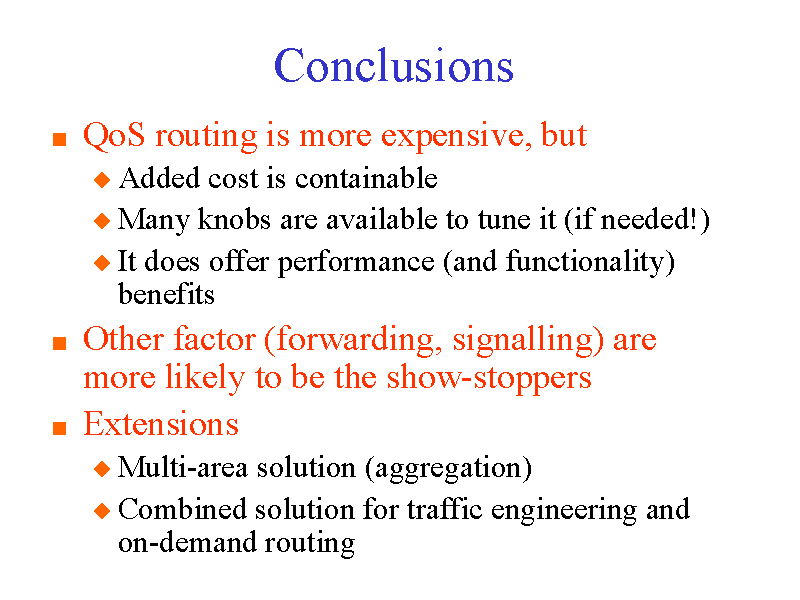 Conclusions
QoS routing is more expensive, but
Added cost is containable
Many knobs are available to tune it (if needed!)
It does offer performance (and functionality)
benefits
Other factor (forwarding, signalling) are
more likely to be the show-stoppers
Extensions
Multi-area solution (aggregation)
Combined solution for traffic engineering and
on-demand routing